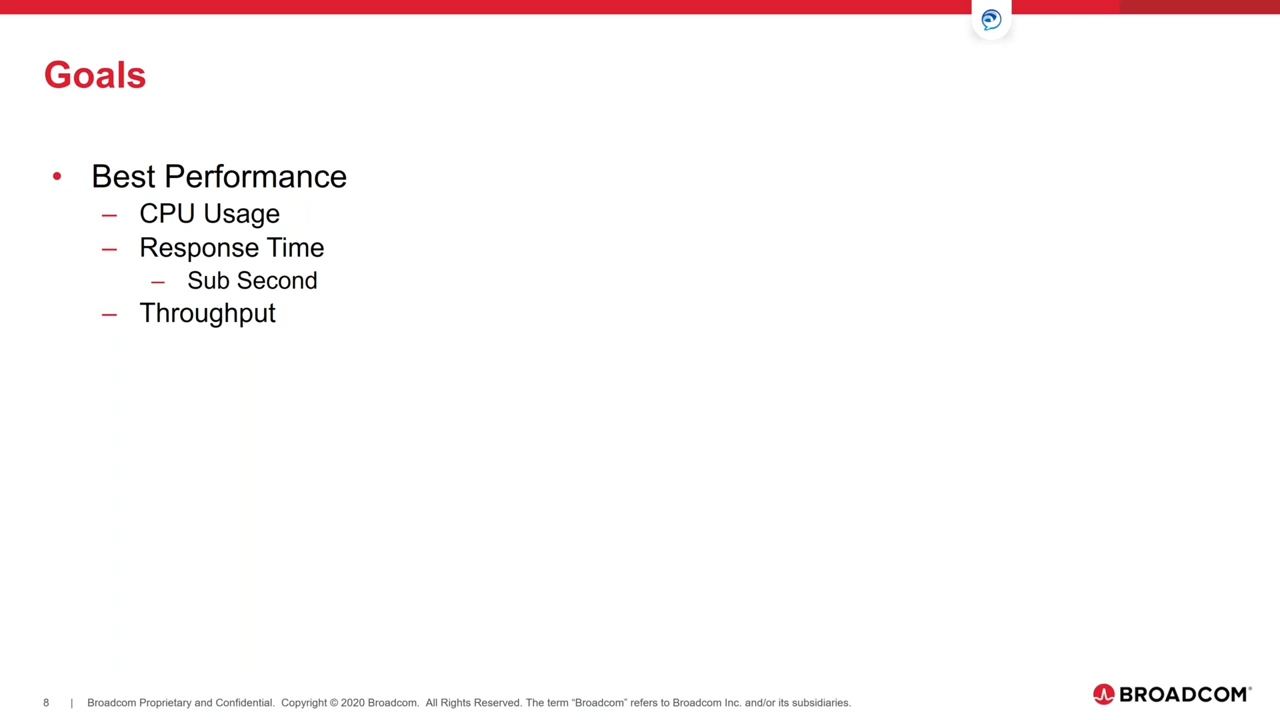 Goals
• Best Performance
– CPU Usage
– Response Time
– Sub Second
– Throughput
8 | Broadcom Proprietary and Confidential. Copyright © 2020 Broadcom. All Rights Reserved. The term “Broadcom” refers to Broadcom Inc. and/or its subsidiaries.
BROADCOM®